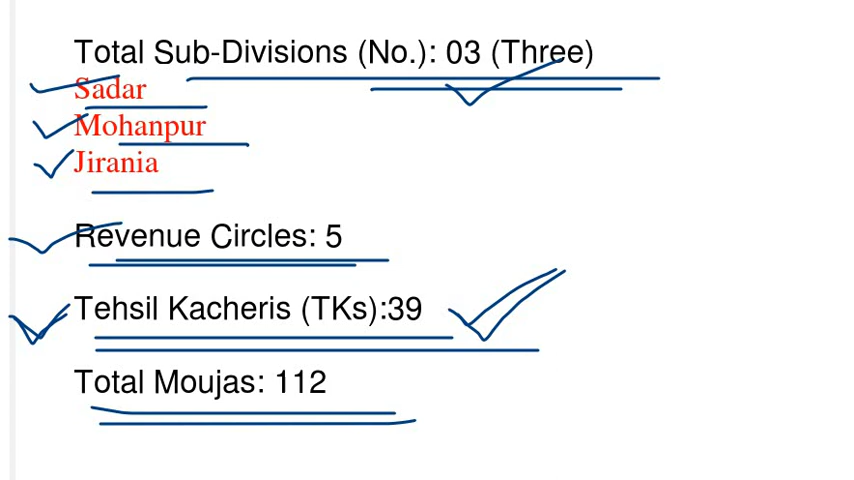 Total Sub-Divisions (No.): 03 (Three)
Sadar
Mohanpur
Jirania
Revenue Circles: 5
Tehsil Kacheris (TKs):39
Total Moujas: 112